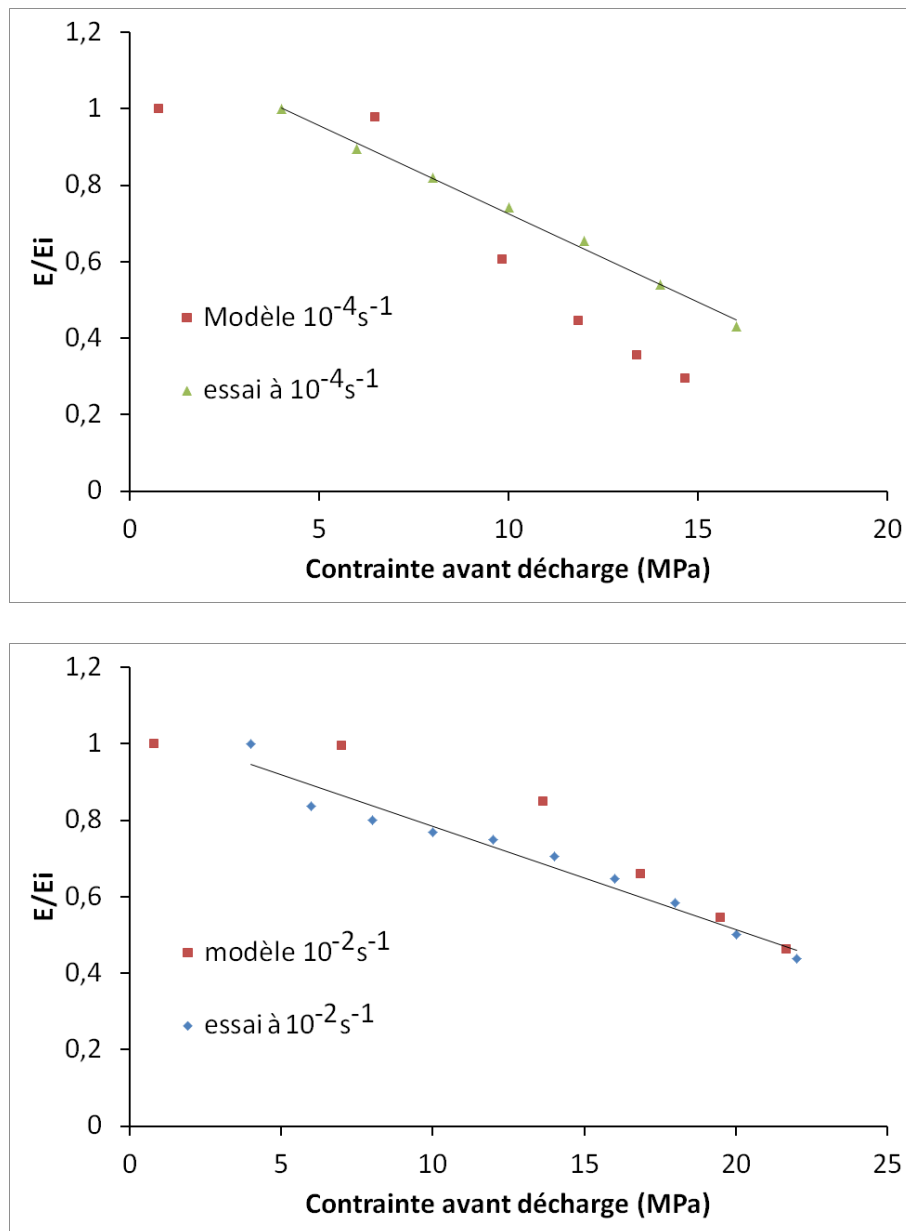 1,2
1
0,8
0,6
0,4
0,2
0
E/Ei
Modèle 10⁻⁴s⁻¹
essai à 10⁻⁴s⁻¹
0 5 10 15 20
Contrainte avant décharge (MPa)
1,2
1
0,8
0,6
0,4
0,2
0
E/Ei
modèle 10⁻²s⁻¹
essai à 10⁻²s⁻¹
0 5 10 15 20 25
Contrainte avant décharge (MPa)